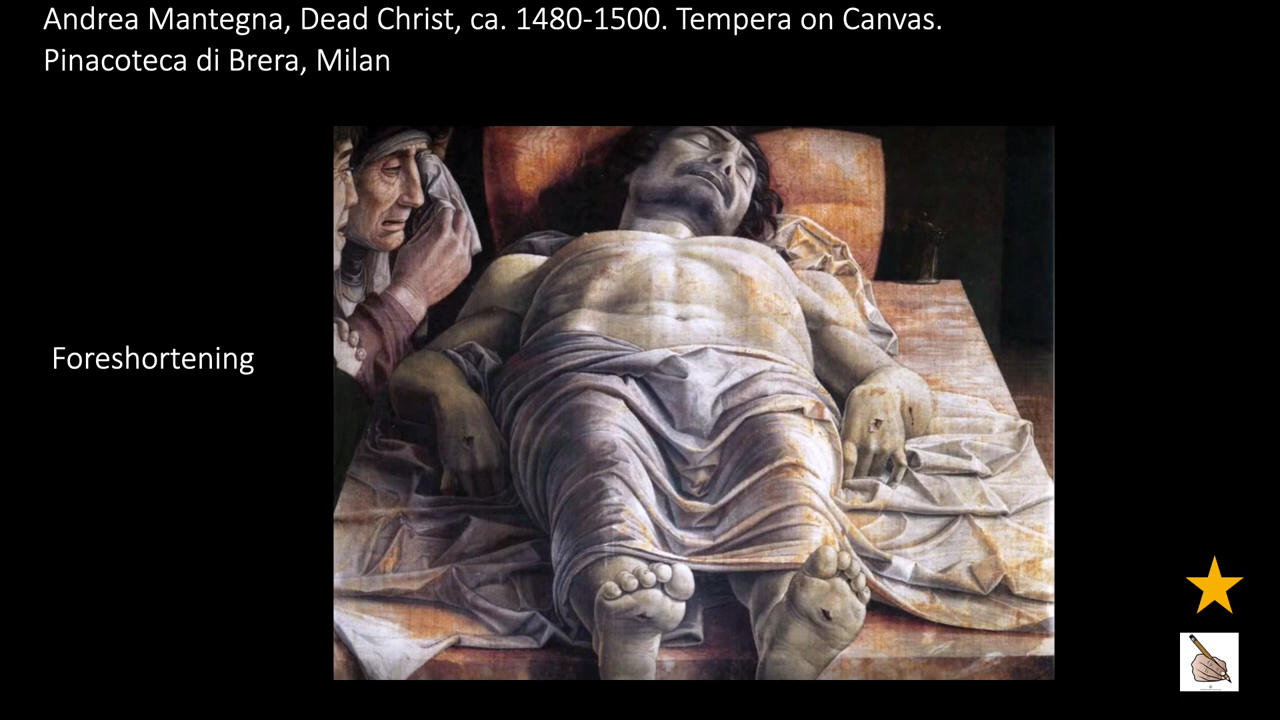 Andrea Mantegna, Dead Christ, ca. 1480-1500. Tempera on Canvas.
Pinacoteca di Brera, Milan
Foreshortening